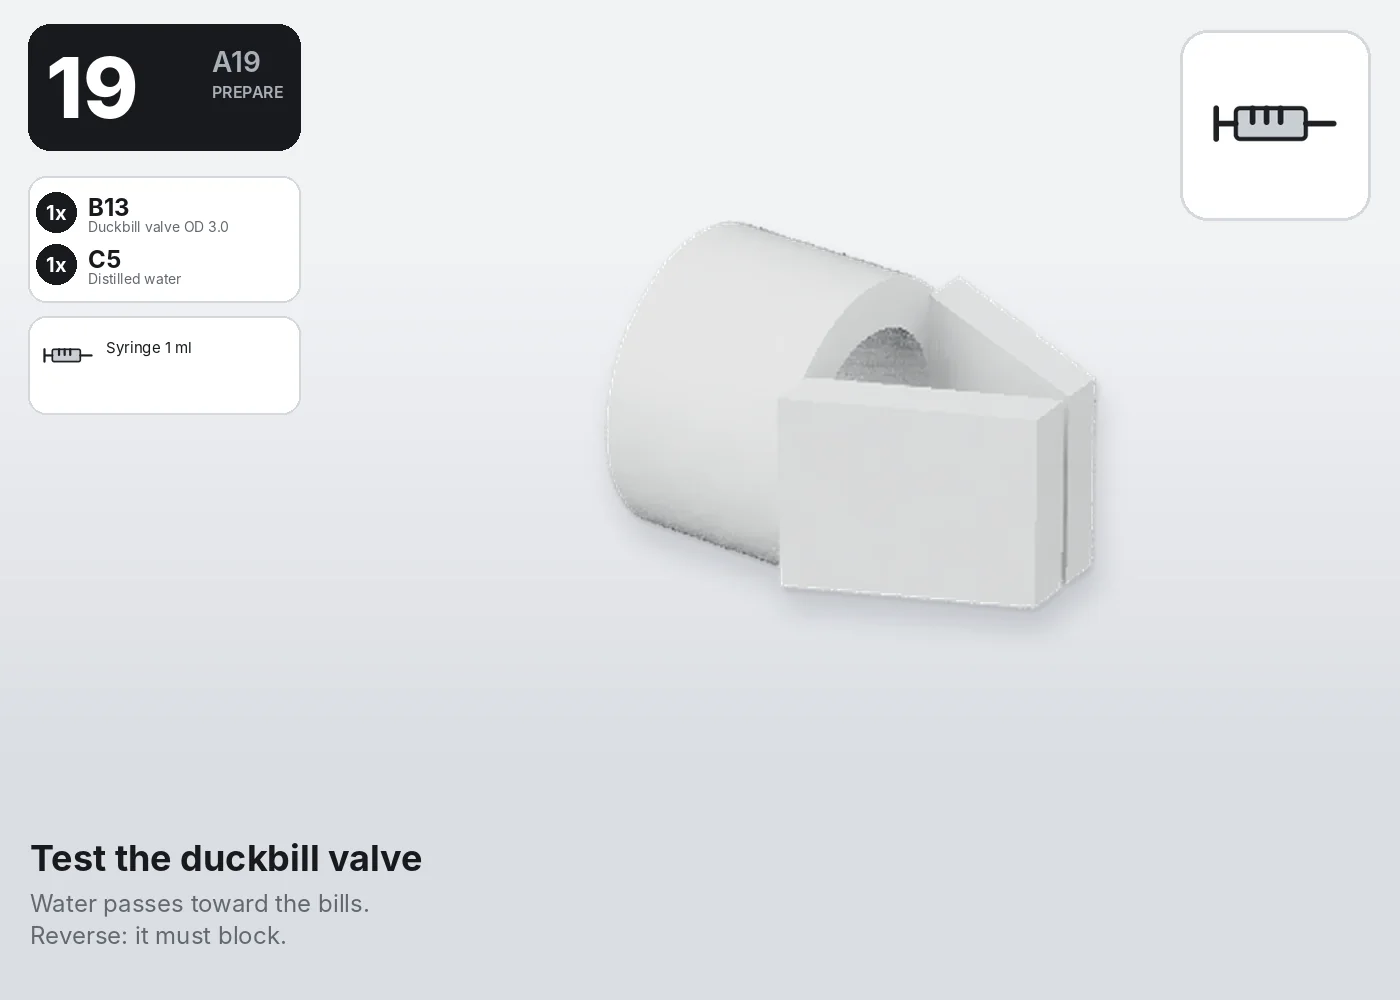 19
A19
PREPARE
1x
B13
Duckbill valve OD 3.0
1x
C5
Distilled water
Syringe 1 ml
Test the duckbill valve
Water passes toward the bills.
Reverse: it must block.